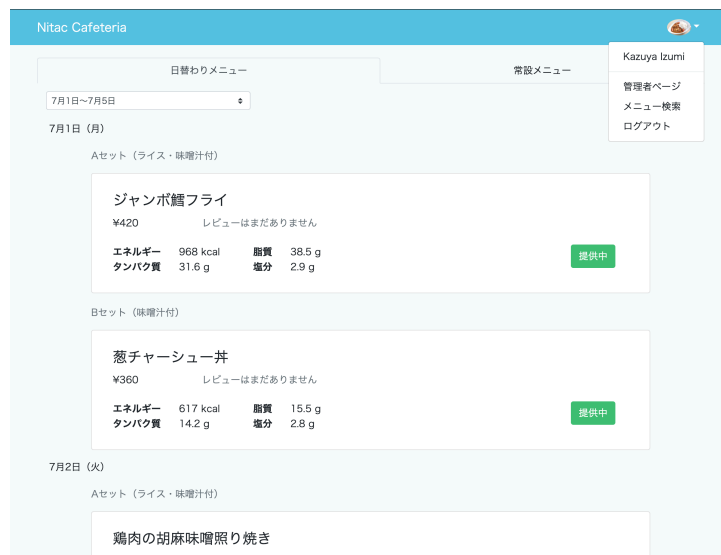 Nitac Cafeteria
Kazuya Izumi
管理者ページ
メニュー検索
ログアウト
日替わりメニュー
常設メニュー
7月1日〜7月5日
7月1日（月）
Aセット（ライス・味噌汁付）
ジャンボ鱈フライ
¥420 レビューはまだありません
エネルギー 968 kcal 脂質 38.5 g
タンパク質 31.6 g 塩分 2.9 g
提供中
Bセット（味噌汁付）
葱チャーシュー丼
¥360 レビューはまだありません
エネルギー 617 kcal 脂質 15.5 g
タンパク質 14.2 g 塩分 2.8 g
提供中
7月2日（火）
Aセット（ライス・味噌汁付）
鶏肉の胡麻味噌照り焼き